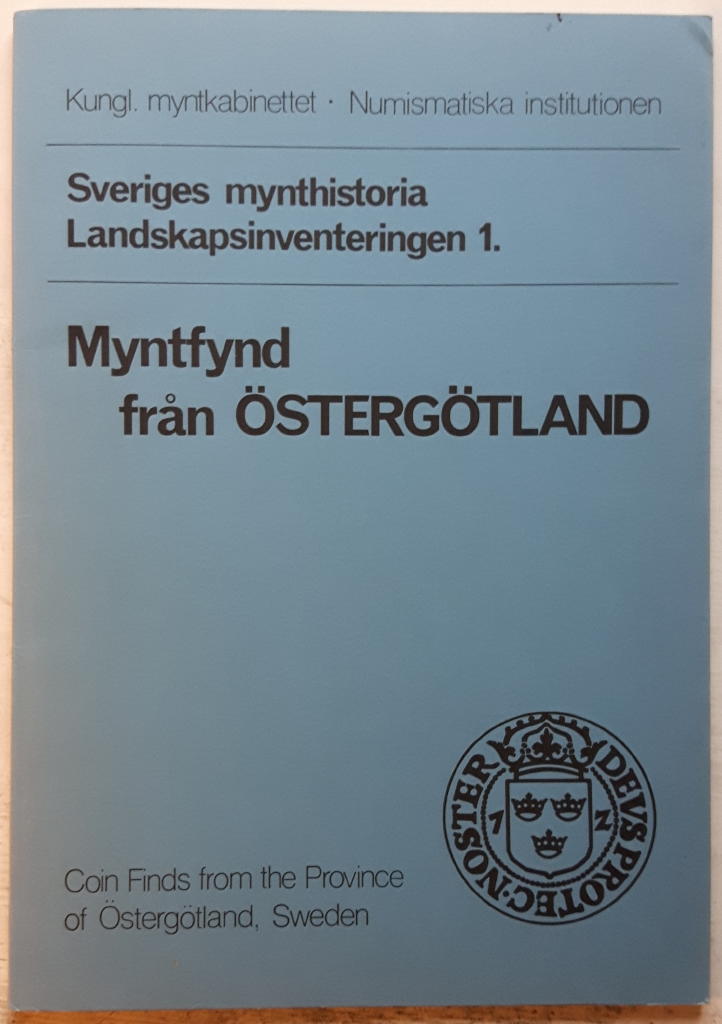 Kungl. myntkabinettet · Numismatiska institutionen
Sveriges mynthistoria
Landskapsinventeringen 1.
Myntfynd
från ÖSTERGÖTLAND
DEVS PROTEC·NOSTER
7 Z
Coin Finds from the Province
of Östergötland, Sweden